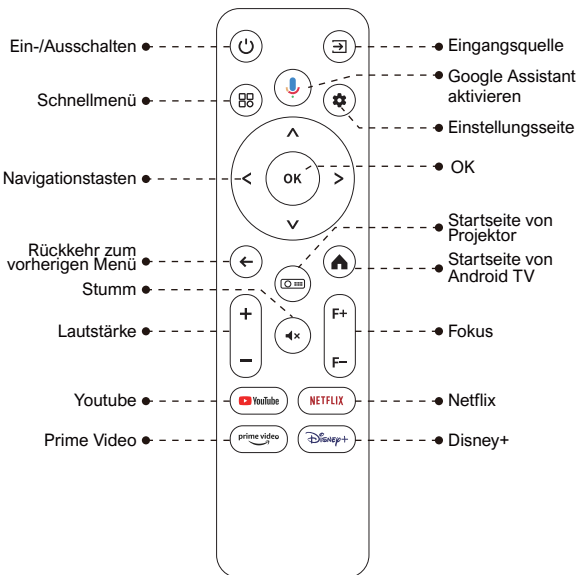 Ein-/Ausschalten
Eingangsquelle
Google Assistant
aktivieren
Schnellmenü
Einstellungsseite
OK
OK
Navigationstasten
Startseite von
Projektor
Rückkehr zum
vorherigen Menü
Startseite von
Android TV
Stumm
+
−
Lautstärke
F+
F−
Fokus
Youtube
YouTube
NETFLIX
Netflix
Prime Video
prime video
Disney+
Disney+